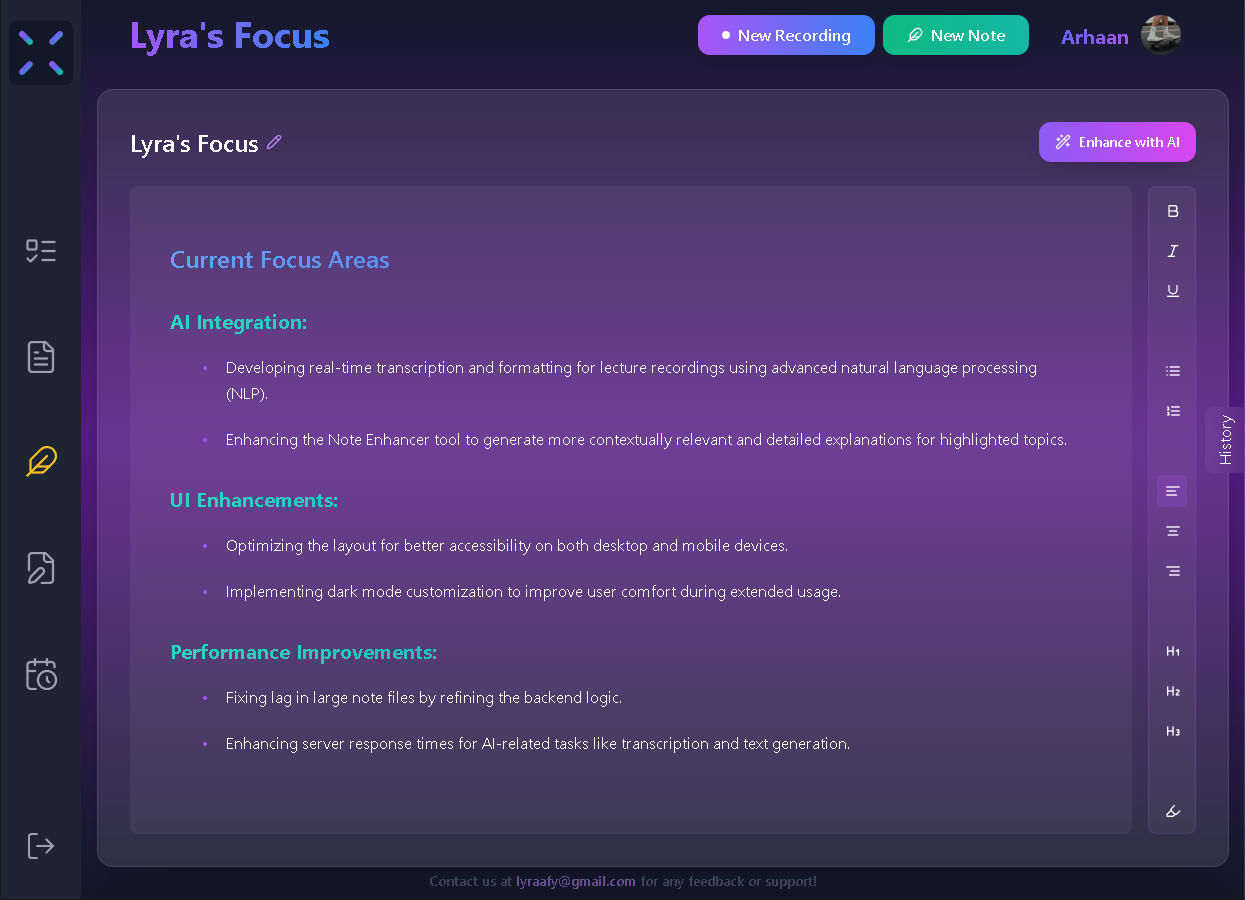 Lyra's Focus
New Recording
New Note
Arhaan
Lyra's Focus
Enhance with AI
Current Focus Areas
AI Integration:
• Developing real-time transcription and formatting for lecture recordings using advanced natural language processing
(NLP).
• Enhancing the Note Enhancer tool to generate more contextually relevant and detailed explanations for highlighted topics.
UI Enhancements:
• Optimizing the layout for better accessibility on both desktop and mobile devices.
• Implementing dark mode customization to improve user comfort during extended usage.
Performance Improvements:
• Fixing lag in large note files by refining the backend logic.
• Enhancing server response times for AI-related tasks like transcription and text generation.
B
I
U
H1
H2
H3
History
Contact us at lyraafy@gmail.com for any feedback or support!